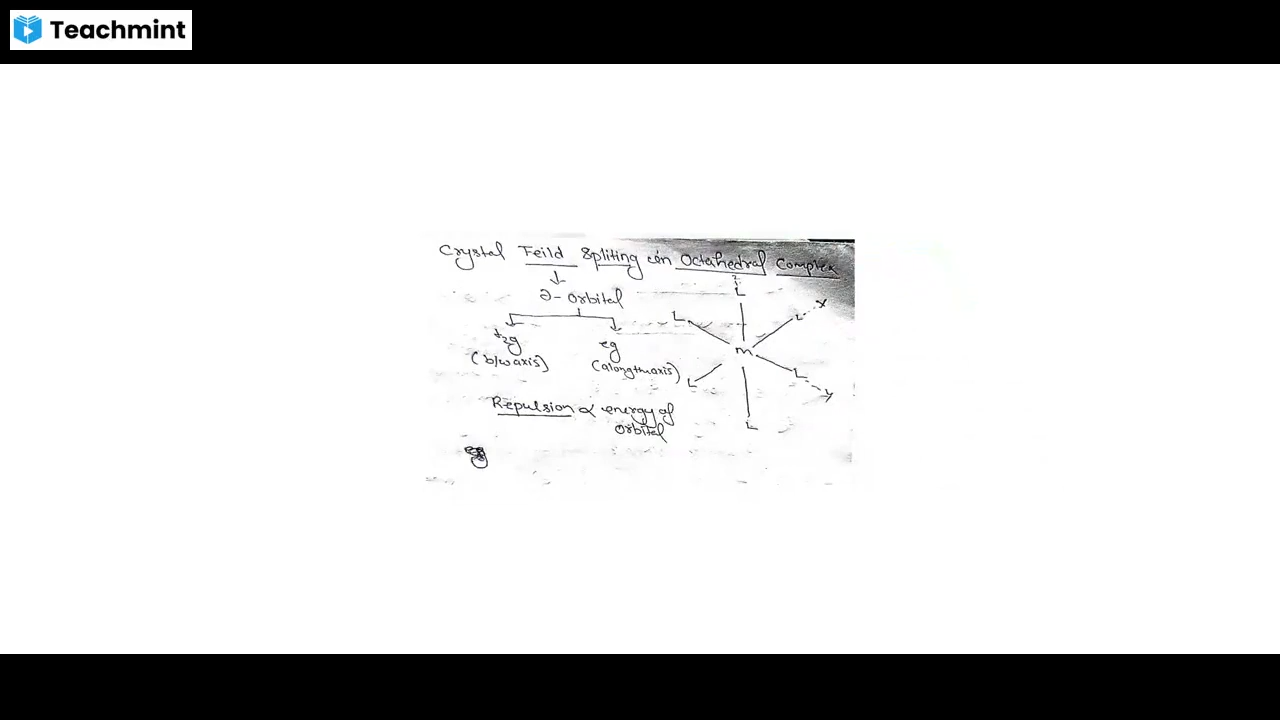 Teachmint
Crystal Feild Spliting in Octahedral Complex
d-orbital
t2g eg
(b/w axis) (along the axis)
Repulsion ∝ energy of
Orbital
z
L
L L x
m
L L y
L